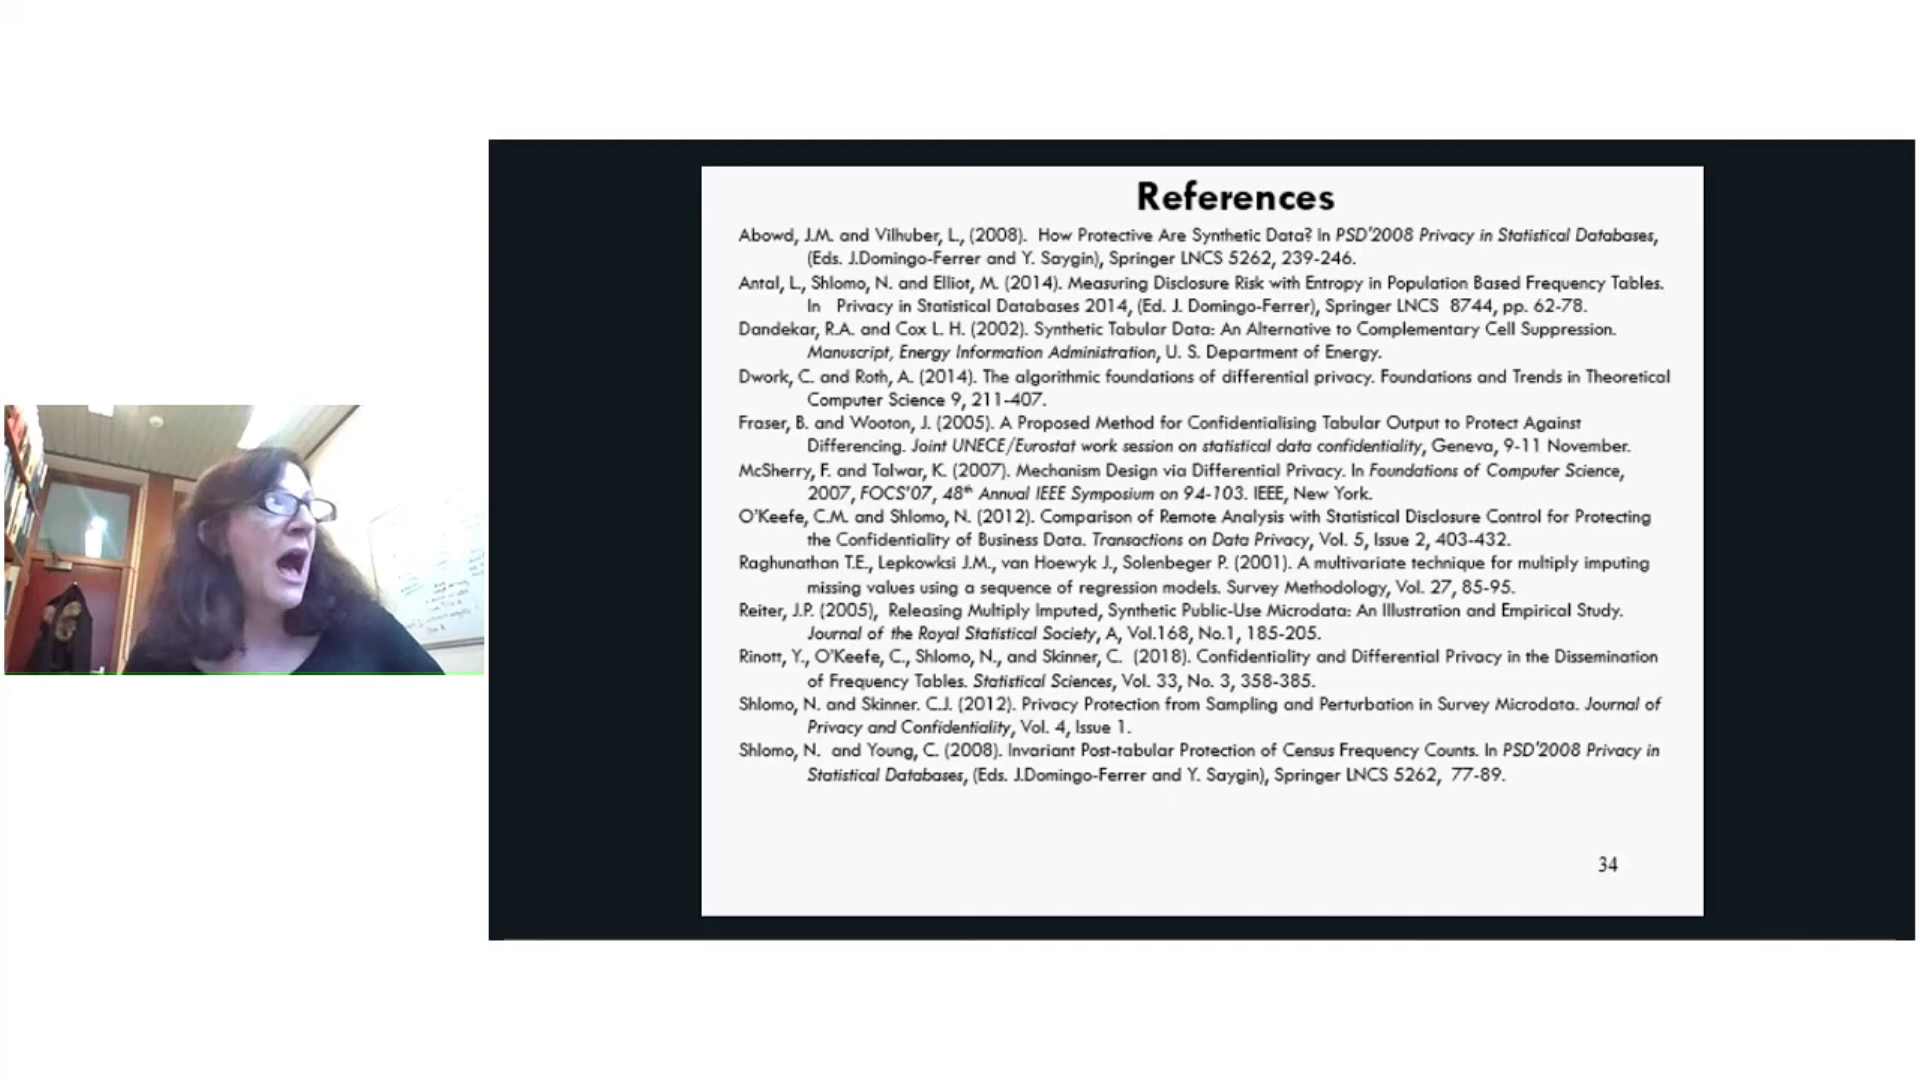 References
Abowd, J.M. and Vilhuber, L., (2008). How Protective Are Synthetic Data? In PSD'2008 Privacy in Statistical Databases,
(Eds. J.Domingo-Ferrer and Y. Saygin), Springer LNCS 5262, 239-246.
Antal, L., Shlomo, N. and Elliot, M. (2014). Measuring Disclosure Risk with Entropy in Population Based Frequency Tables.
In Privacy in Statistical Databases 2014, (Ed. J. Domingo-Ferrer), Springer LNCS 8744, pp. 62-78.
Dandekar, R.A. and Cox L. H. (2002). Synthetic Tabular Data: An Alternative to Complementary Cell Suppression.
Manuscript, Energy Information Administration, U. S. Department of Energy.
Dwork, C. and Roth, A. (2014). The algorithmic foundations of differential privacy. Foundations and Trends in Theoretical
Computer Science 9, 211-407.
Fraser, B. and Wooton, J. (2005). A Proposed Method for Confidentialising Tabular Output to Protect Against
Differencing. Joint UNECE/Eurostat work session on statistical data confidentiality, Geneva, 9-11 November.
McSherry, F. and Talwar, K. (2007). Mechanism Design via Differential Privacy. In Foundations of Computer Science,
2007, FOCS'07, 48th Annual IEEE Symposium on 94-103. IEEE, New York.
O'Keefe, C.M. and Shlomo, N. (2012). Comparison of Remote Analysis with Statistical Disclosure Control for Protecting
the Confidentiality of Business Data. Transactions on Data Privacy, Vol. 5, Issue 2, 403-432.
Raghunathan T.E., Lepkowksi J.M., van Hoewyk J., Solenbeger P. (2001). A multivariate technique for multiply imputing
missing values using a sequence of regression models. Survey Methodology, Vol. 27, 85-95.
Reiter, J.P. (2005), Releasing Multiply Imputed, Synthetic Public-Use Microdata: An Illustration and Empirical Study.
Journal of the Royal Statistical Society, A, Vol.168, No.1, 185-205.
Rinott, Y., O'Keefe, C., Shlomo, N., and Skinner, C. (2018). Confidentiality and Differential Privacy in the Dissemination
of Frequency Tables. Statistical Sciences, Vol. 33, No. 3, 358-385.
Shlomo, N. and Skinner. C.J. (2012). Privacy Protection from Sampling and Perturbation in Survey Microdata. Journal of
Privacy and Confidentiality, Vol. 4, Issue 1.
Shlomo, N. and Young, C. (2008). Invariant Post-tabular Protection of Census Frequency Counts. In PSD'2008 Privacy in
Statistical Databases, (Eds. J.Domingo-Ferrer and Y. Saygin), Springer LNCS 5262, 77-89.
34